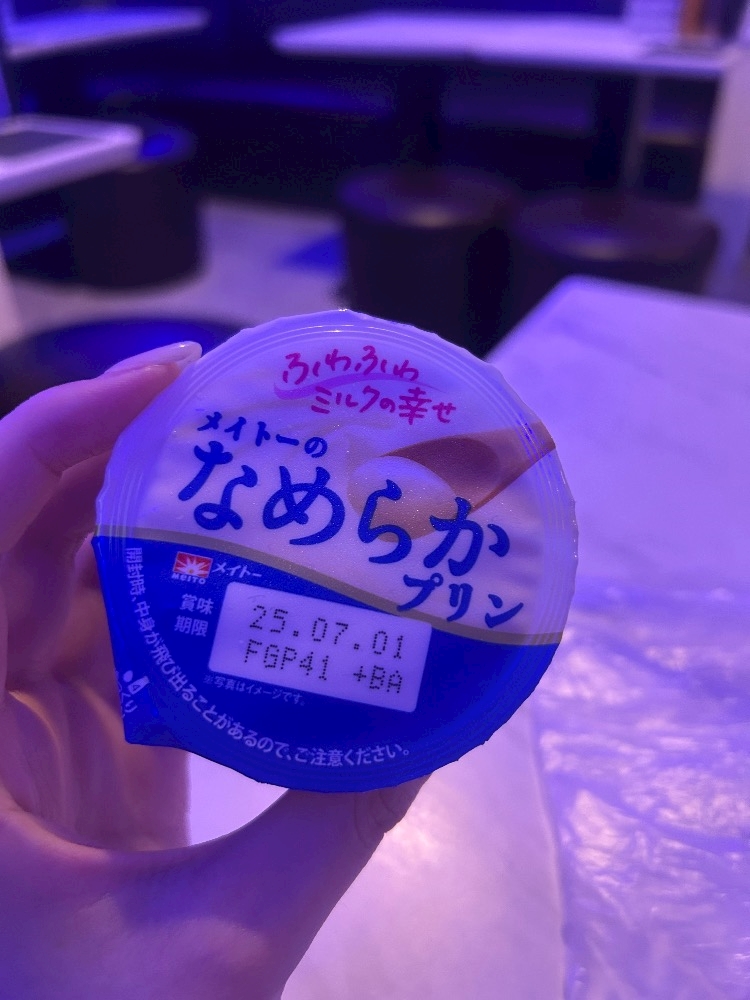 ふわふわ
ミルクの幸せ
メイトーの
なめらか
プリン
MEITO メイトー
賞味
期限
25.07.01
FGP41 +BA
※写真はイメージです。
開封時、中身が飛び出ることがあるので、ご注意ください。